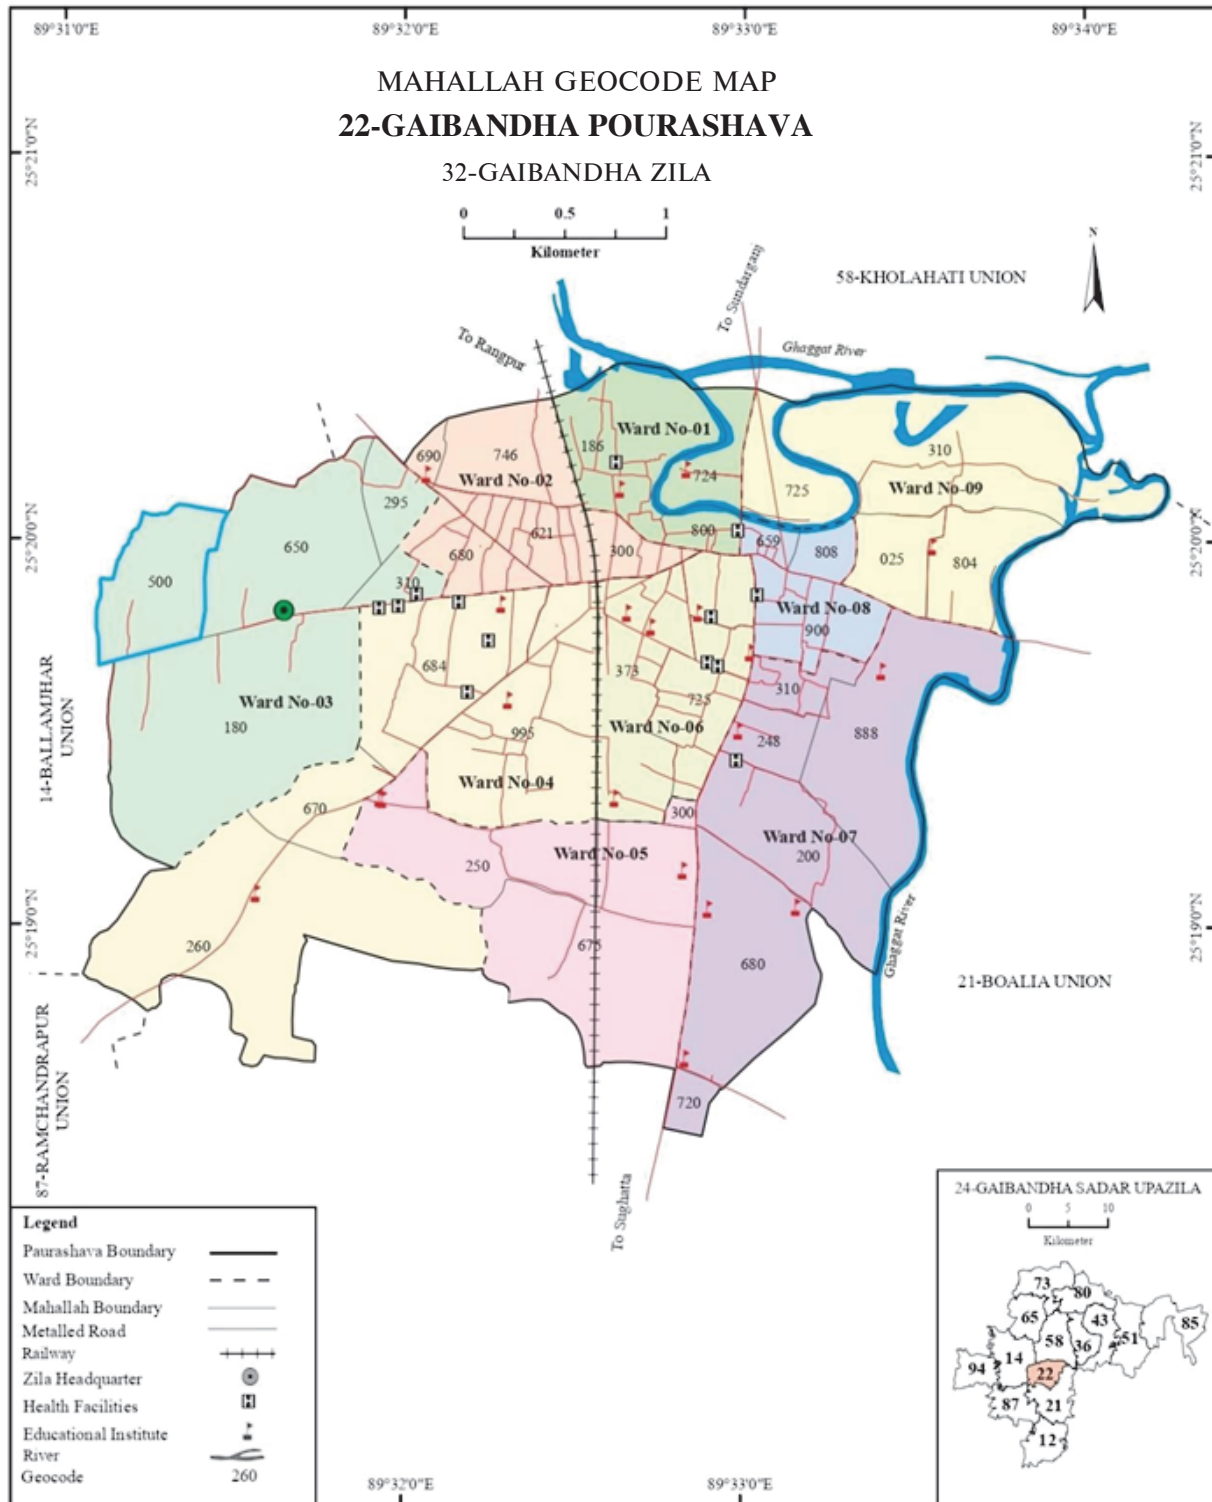 89°31'0"E
89°32'0"E
89°33'0"E
89°34'0"E
MAHALLAH GEOCODE MAP
22-GAIBANDHA POURASHAVA
32-GAIBANDHA ZILA
25°21'0"N
25°21'0"N
0 0.5 1
Kilometer
N
58-KHOLAHATI UNION
To Sundarganj
To Rangpur
Ghaggat River
Ward No-01
186
724
800
690
746
Ward No-02
621
680
300
310
Ward No-09
725
025
804
295
650
500
310
659
808
Ward No-08
900
25°20'0"N
25°20'0"N
684
373
725
310
Ward No-03
180
995
Ward No-06
248
888
14-BALLAMJHAR
UNION
Ward No-04
670
300
Ward No-07
200
250
Ward No-05
675
680
260
720
25°19'0"N
25°19'0"N
Ghaggat River
21-BOALIA UNION
87-RAMCHANDRAPUR
UNION
To Sughatta
Legend
Paurashava Boundary
Ward Boundary
Mahallah Boundary
Metalled Road
Railway
Zila Headquarter
Health Facilities
H
Educational Institute
River
Geocode 260
24-GAIBANDHA SADAR UPAZILA
0 5 10
Kilometer
73
80
65
43
58
36
51
85
14
94
22
87
21
12
89°32'0"E
89°33'0"E